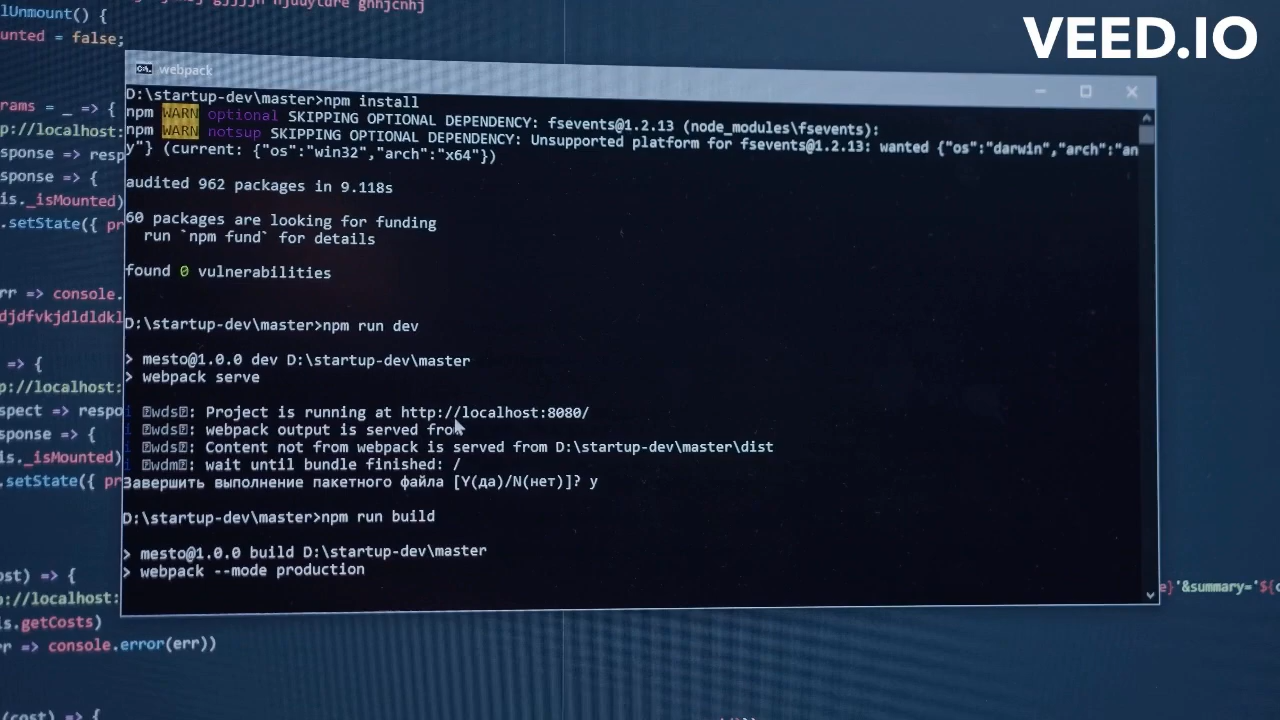 VEED.IO
lUnmount() {
unted = false;
rams = _ => {
p://localhost:
sponse => resp
sponse => {
is._isMounted)
.setState({ pr
rr => console.
djdfvkjdldldkl
=> {
p://localhost:
spect => respo
sponse => {
is._isMounted)
.setState({ pr
ost) => {
p://localhost:
s.getCosts)
rr => console.error(err))
(cost) => {
webpack
D:\startup-dev\master>npm install
npm WARN optional SKIPPING OPTIONAL DEPENDENCY: fsevents@1.2.13 (node_modules\fsevents):
npm WARN notsup SKIPPING OPTIONAL DEPENDENCY: Unsupported platform for fsevents@1.2.13: wanted {"os":"darwin","arch":"an
y"} (current: {"os":"win32","arch":"x64"})
audited 962 packages in 9.118s
60 packages are looking for funding
run `npm fund` for details
found 0 vulnerabilities
D:\startup-dev\master>npm run dev
> mesto@1.0.0 dev D:\startup-dev\master
> webpack serve
i ⍰wds⍰: Project is running at http://localhost:8080/
i ⍰wds⍰: webpack output is served from
i ⍰wds⍰: Content not from webpack is served from D:\startup-dev\master\dist
i ⍰wdm⍰: wait until bundle finished: /
Завершить выполнение пакетного файла [Y(да)/N(нет)]? y
D:\startup-dev\master>npm run build
> mesto@1.0.0 build D:\startup-dev\master
> webpack --mode production
e}'&summary='${c